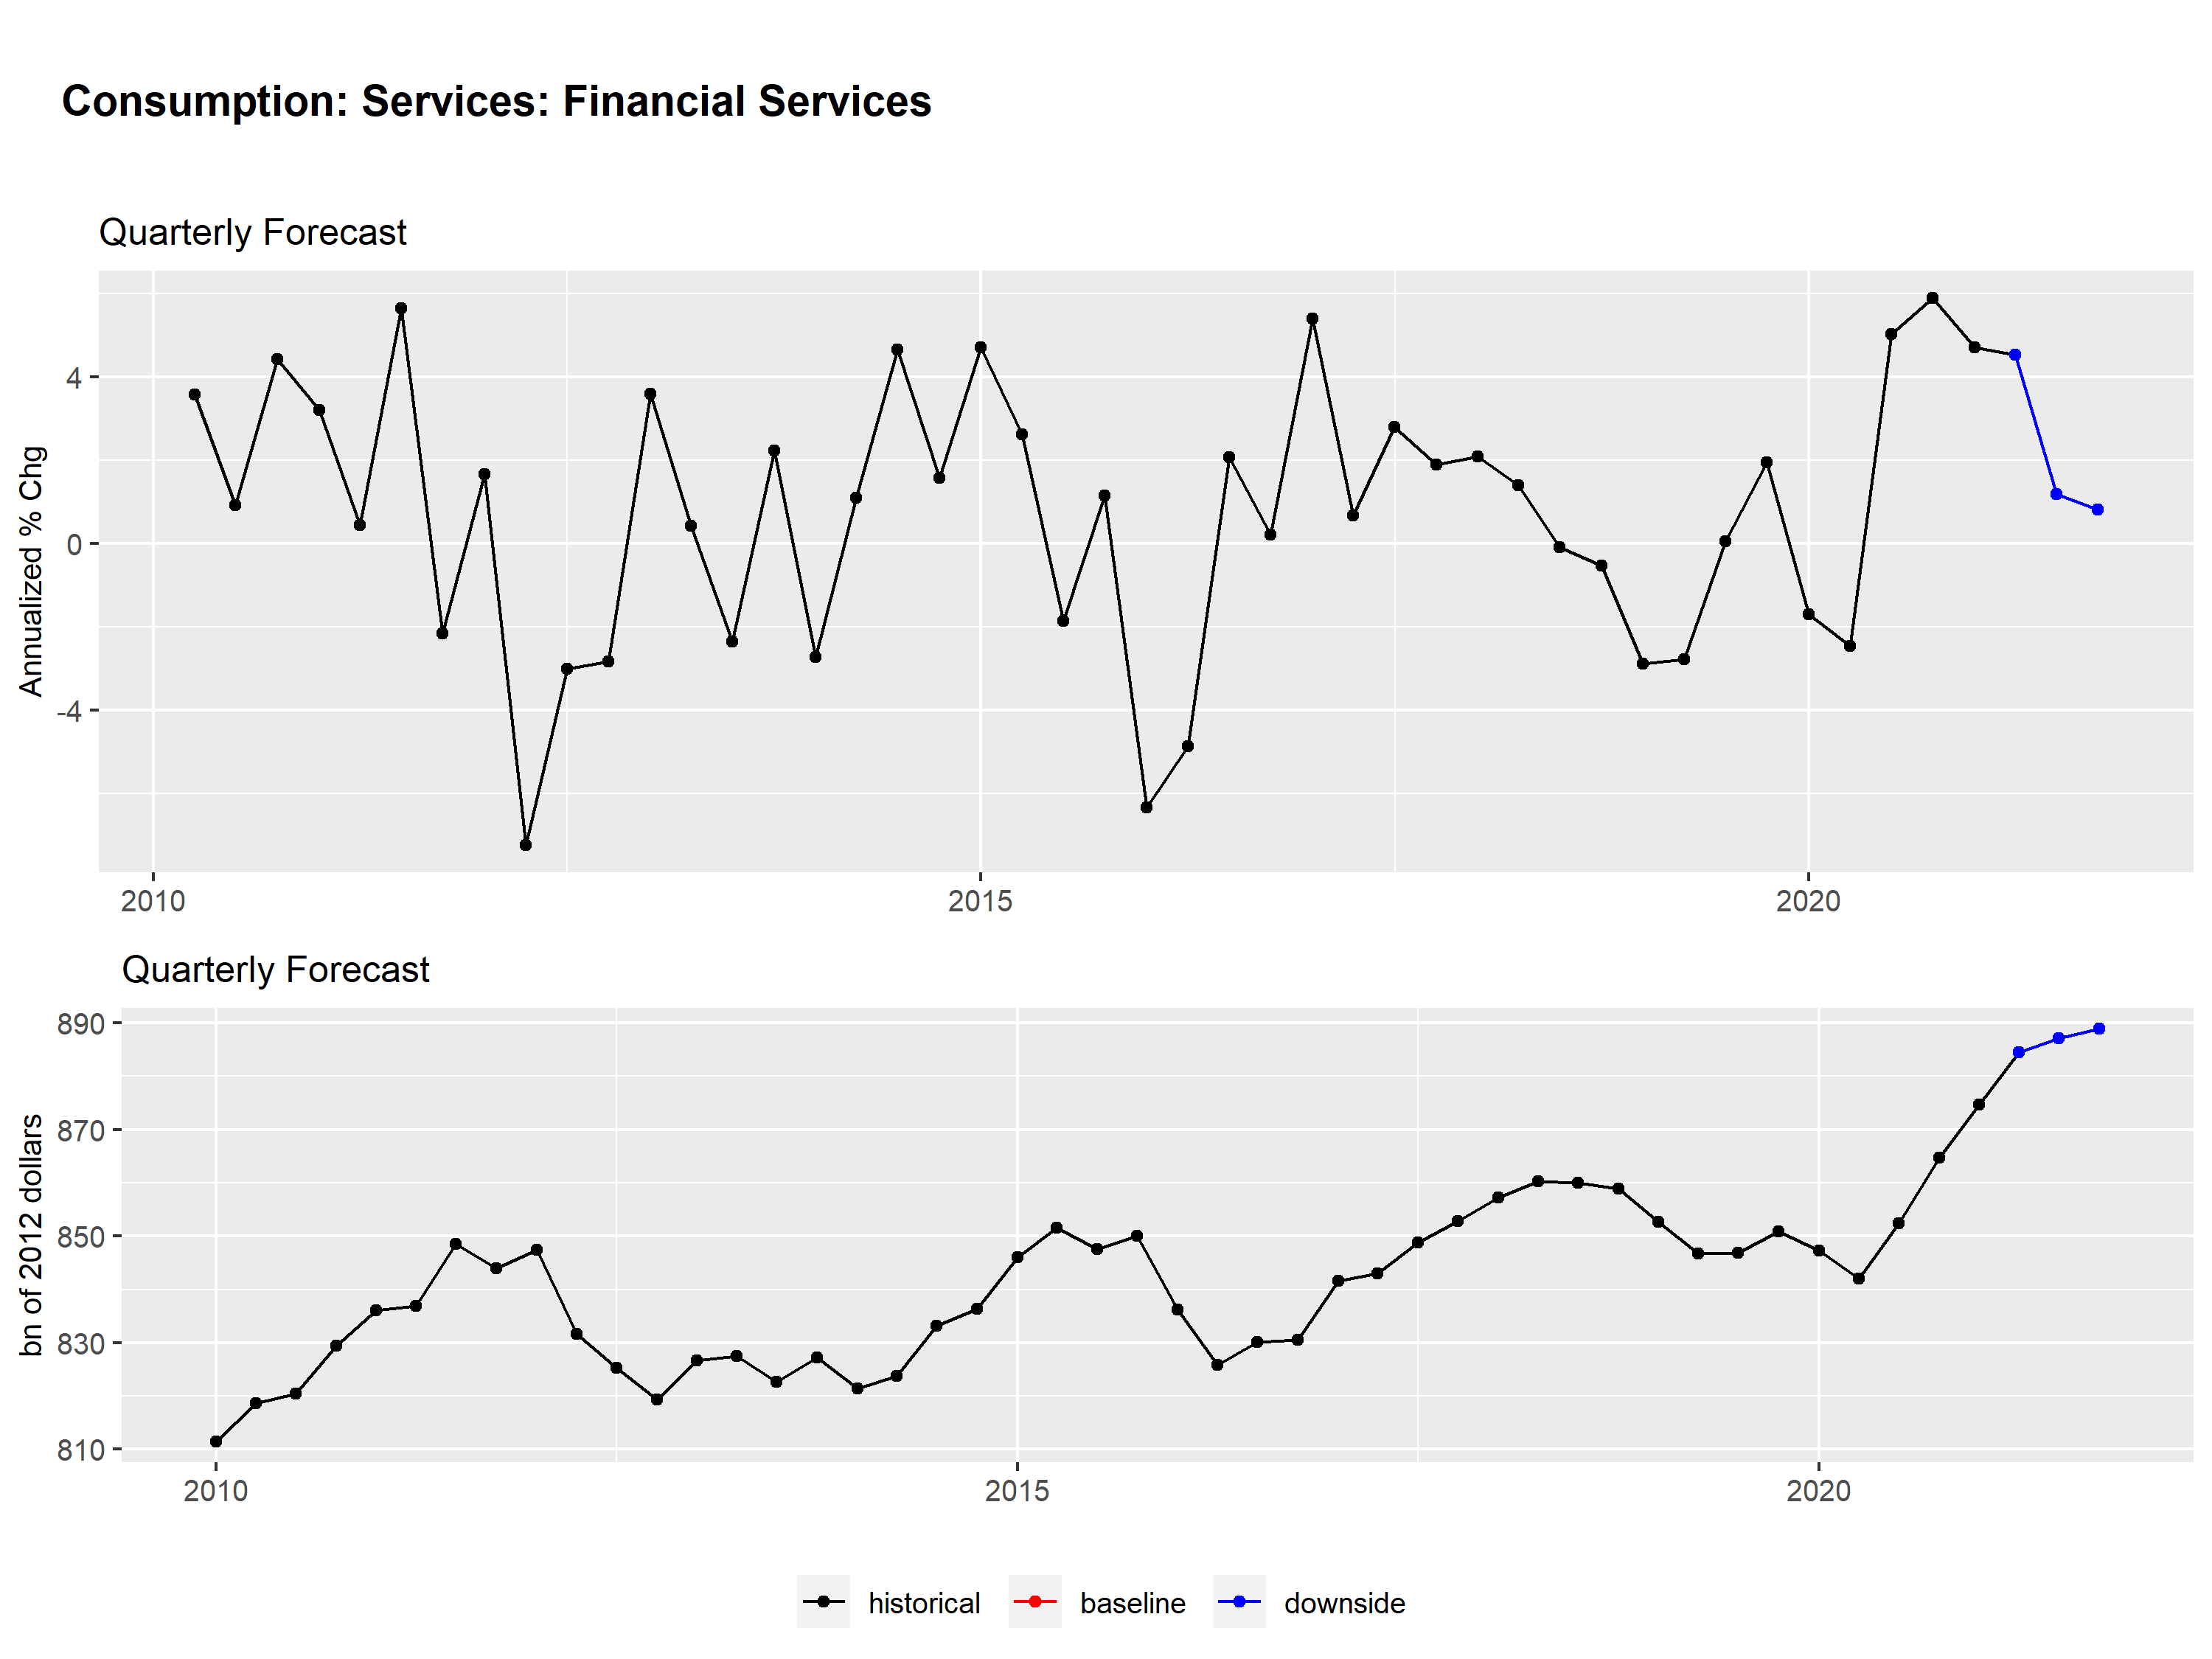 Consumption: Services: Financial Services
Quarterly Forecast
Annualized % Chg
4
0
-4
2010 2015 2020
Quarterly Forecast
bn of 2012 dollars
890
870
850
830
810
2010 2015 2020
historical baseline downside